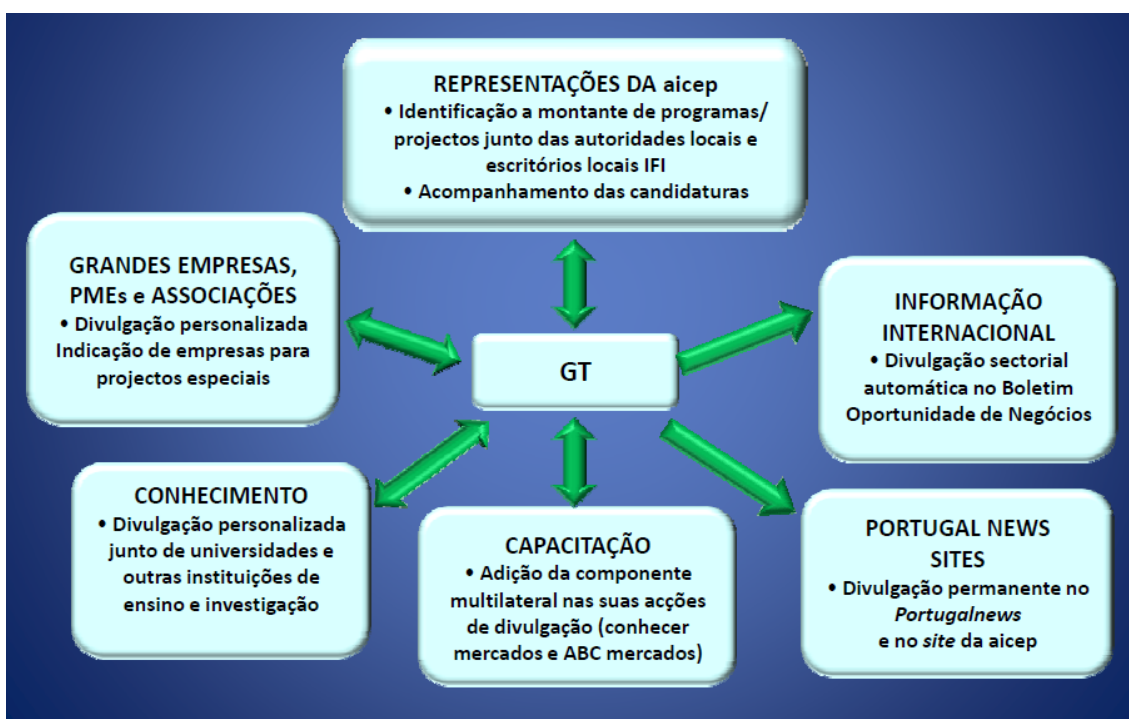 REPRESENTAÇÕES DA aicep
• Identificação a montante de programas/
projectos junto das autoridades locais e
escritórios locais IFI
• Acompanhamento das candidaturas
GRANDES EMPRESAS,
PMEs e ASSOCIAÇÕES
• Divulgação personalizada
Indicação de empresas para
projectos especiais
GT
INFORMAÇÃO
INTERNACIONAL
• Divulgação sectorial
automática no Boletim
Oportunidade de Negócios
CONHECIMENTO
• Divulgação personalizada
junto de universidades e
outras instituições de
ensino e investigação
CAPACITAÇÃO
• Adição da componente
multilateral nas suas acções
de divulgação (conhecer
mercados e ABC mercados)
PORTUGAL NEWS
SITES
• Divulgação permanente no
Portugalnews
e no site da aicep